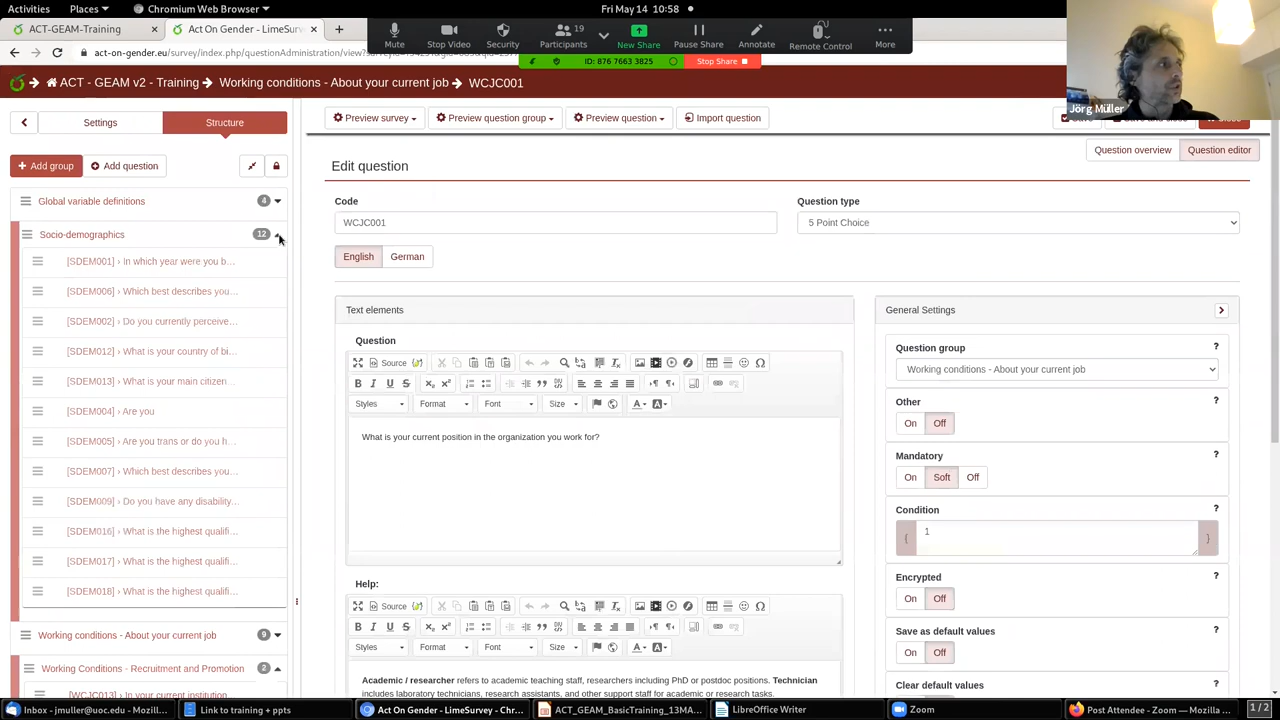 Activities Places Chromium Web Browser Fri May 14 10:58
ACT-GEAM-Training × Act On Gender - LimeSurvey ×
Mute Stop Video Security Participants 19 New Share Pause Share Annotate Remote Control More
ID: 876 7663 3825 Stop Share
act-on-gender.eu/survey/index.php/questionAdministration/view?
ACT - GEAM v2 - Training Working conditions - About your current job WCJC001
Jörg Müller
Settings Structure
Preview survey Preview question group Preview question Import question
Question overview Question editor
Add group Add question
Edit question
Global variable definitions 4
Code Question type
WCJC001 5 Point Choice
Socio-demographics 12
English German
[SDEM001] › In which year were you b...
[SDEM006] › Which best describes you...
[SDEM002] › Do you currently perceive...
[SDEM012] › What is your country of bi...
[SDEM013] › What is your main citizen...
[SDEM004] › Are you
[SDEM005] › Are you trans or do you h...
[SDEM007] › Which best describes you...
[SDEM009] › Do you have any disability...
[SDEM016] › What is the highest qualifi...
[SDEM017] › What is the highest qualifi...
[SDEM018] › What is the highest qualifi...
Working conditions - About your current job 9
Working Conditions - Recruitment and Promotion 2
[WCJC013] › In your current institution
Text elements
Question
Source
Styles Format Font Size
What is your current position in the organization you work for?
Help:
Source
Styles Format Font Size
Academic / researcher refers to academic teaching staff, researchers including PhD or postdoc positions. Technician
includes laboratory technicians, research assistants, and other support staff for academic or research tasks.
General Settings
Question group ?
Working conditions - About your current job
Other ?
On Off
Mandatory ?
On Soft Off
Condition ?
{ 1 }
Encrypted ?
On Off
Save as default values ?
On Off
Clear default values ?
Inbox - jmuller@uoc.edu - Mozill... Link to training + ppts Act on Gender - LimeSurvey - Chr... ACT_GEAM_BasicTraining_13MA... LibreOffice Writer Zoom Post Attendee - Zoom — Mozilla ... 1 / 2